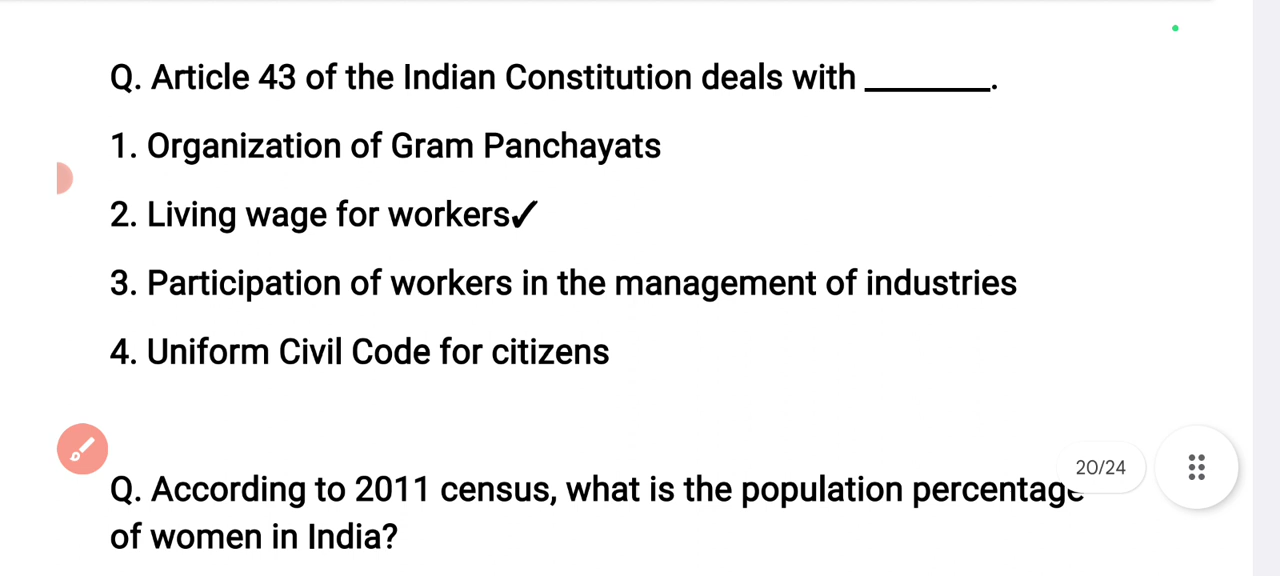 Q. Article 43 of the Indian Constitution deals with ________.
1. Organization of Gram Panchayats
2. Living wage for workers✓
3. Participation of workers in the management of industries
4. Uniform Civil Code for citizens
20/24
Q. According to 2011 census, what is the population percentage
of women in India?